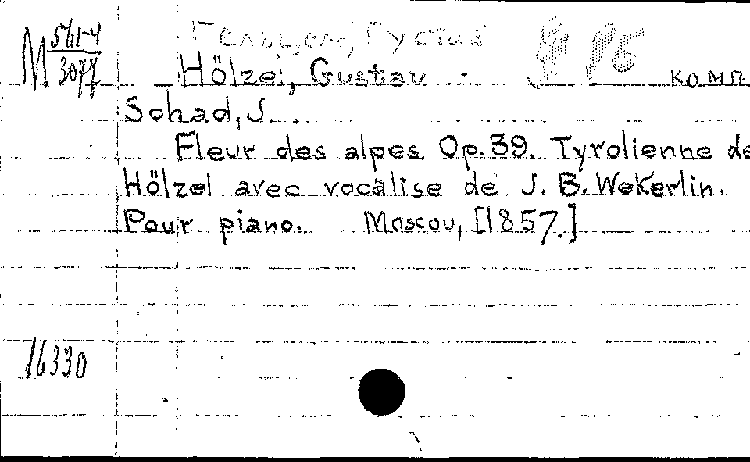 M 561-4
3077
Гельцель, Густав
Hölzel, Gustav комп.
Schad, J.
Fleur des alpes. Op.39. Tyrolienne de
Hölzel avec vocalise de J. B. Wekerlin.
Pour piano. Moscou, [1857.]
16330